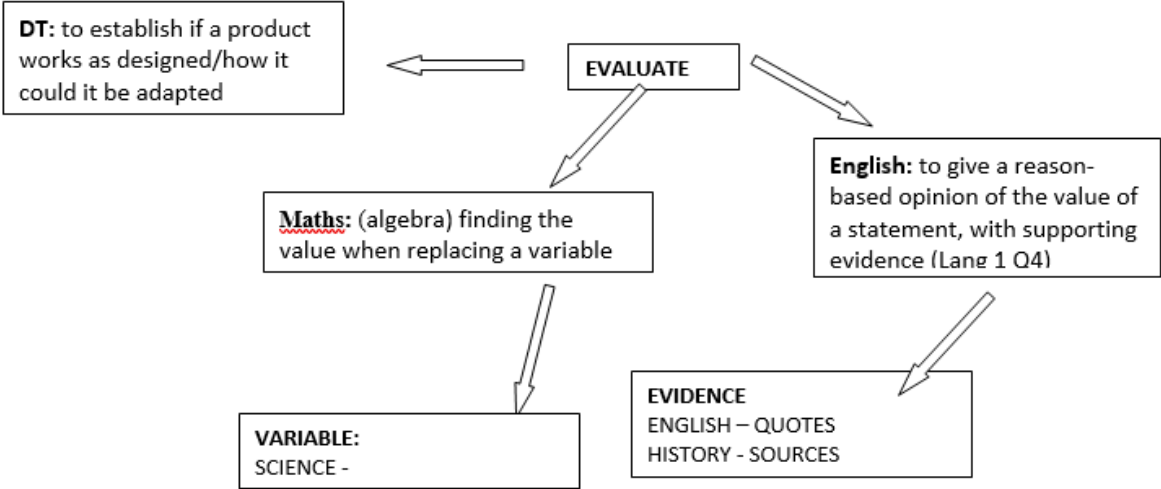 DT: to establish if a product
works as designed/how it
could it be adapted
EVALUATE
English: to give a reason-
based opinion of the value of
a statement, with supporting
evidence (Lang 1 Q4)
Maths: (algebra) finding the
value when replacing a variable
EVIDENCE
ENGLISH – QUOTES
HISTORY - SOURCES
VARIABLE:
SCIENCE -